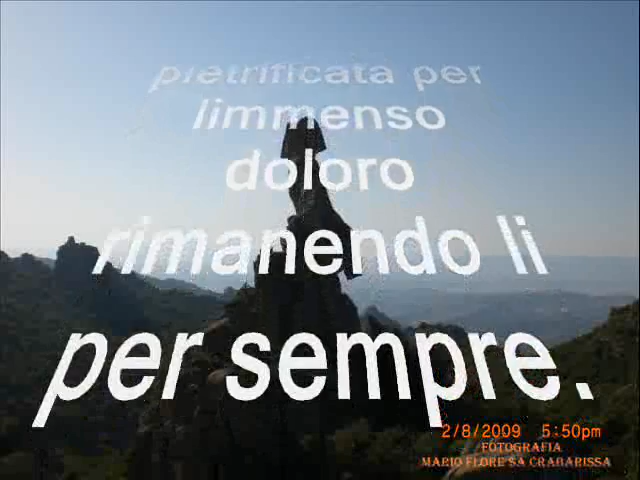 pietrificata per
limmenso
doloro
rimanendo li
per sempre.
2/8/2009 5:50pm
FOTOGRAFIA
MARIO FLORE SA CRABARISSA